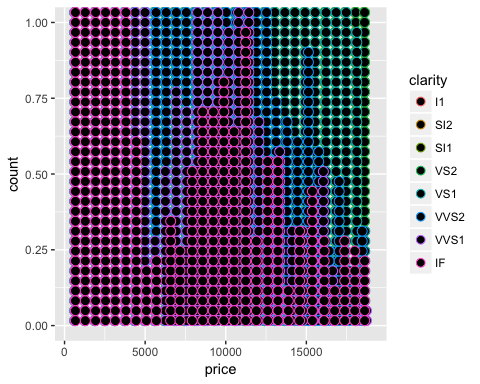 1.00
0.75
0.50
0.25
0.00
count
0
5000
10000
15000
price
clarity
I1
SI2
SI1
VS2
VS1
VVS2
VVS1
IF